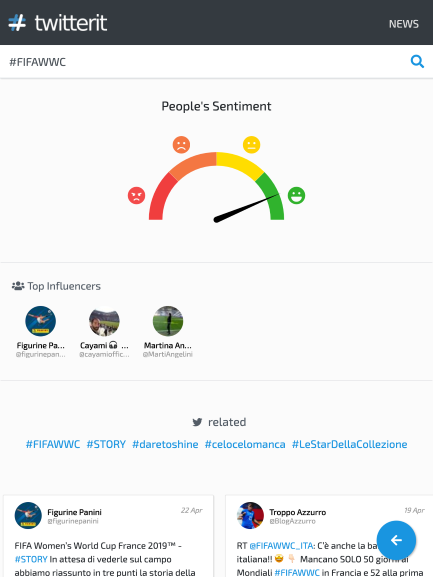 twitterit
NEWS
#FIFAWWC
People's Sentiment
Top Influencers
Figurine Pa...
@figurinepan...
Cayami 🎧 ...
@cayamioffic...
Martina An...
@MartiAngelini
related
#FIFAWWC #STORY #daretoshine #celocelomanca #LeStarDellaCollezione
Figurine Panini
22 Apr
@figurinepanini
FIFA Women's World Cup France 2019™ -
#STORY In attesa di vederle sul campo
abbiamo riassunto in tre punti la storia della
Troppo Azzurro
19 Apr
@BlogAzzurro
RT @FIFAWWC_ITA: C'è anche la
italiana!! 🤩 👇🏻 Mancano SOLO 50 giorni ai
Mondiali #FIFAWWC in Francia e 52 alla prima